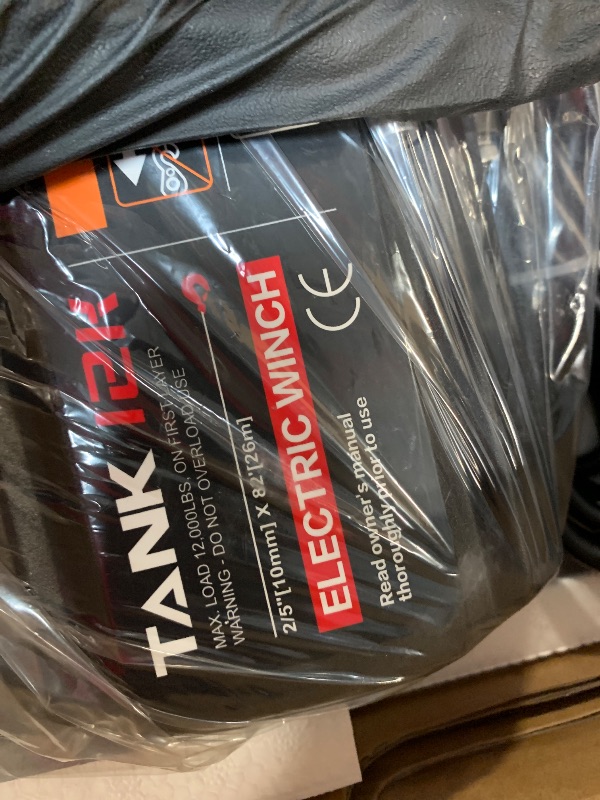 TANK 12K
MAX. LOAD 12,000LBS. ON FIRST LAYER
WARNING - DO NOT OVERLOAD USE
2/5"[10mm] X 82'[26m]
ELECTRIC WINCH
CE
Read owner's manual
thoroughly prior to use